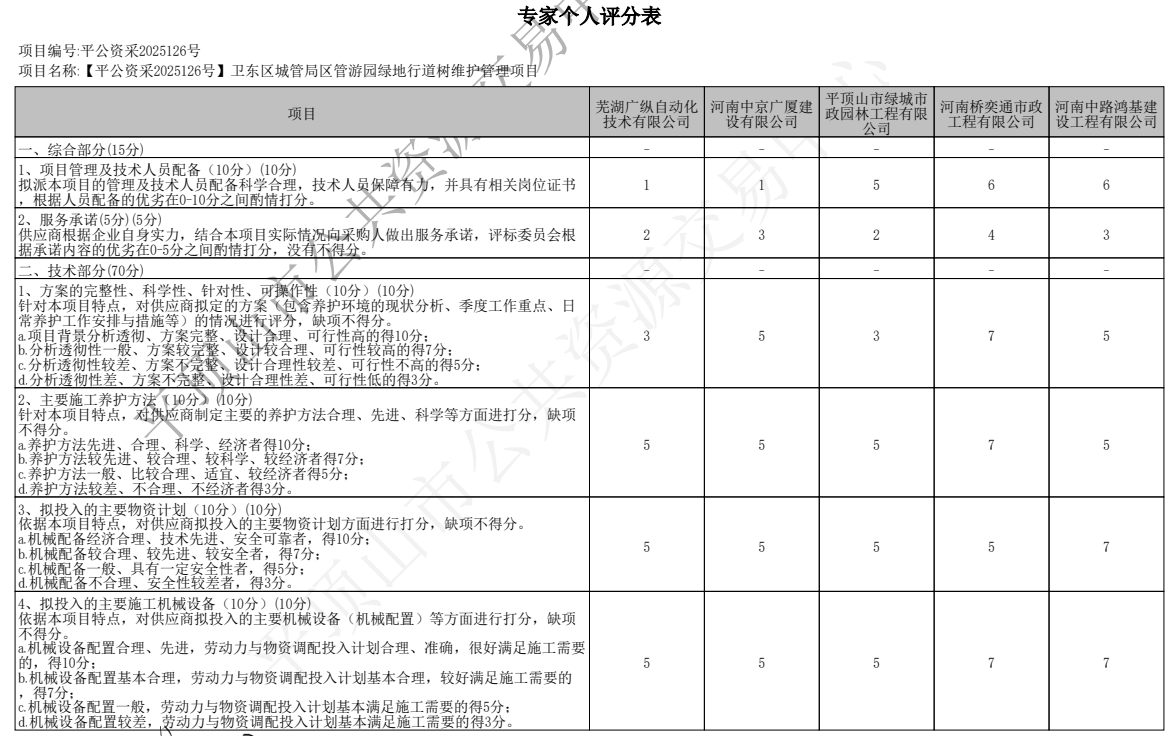 专家个人评分表
项目编号:平公资采2025126号
项目名称:【平公资采2025126号】卫东区城管局区管游园绿地行道树维护管理项目
项目
芜湖广纵自动化
技术有限公司
河南中京广厦建
设有限公司
平顶山市绿城市
政园林工程有限
公司
河南桥奕通市政
工程有限公司
河南中路鸿基建
设工程有限公司
一、综合部分(15分)
- - - - -
1、项目管理及技术人员配备（10分）(10分)
拟派本项目的管理及技术人员配备科学合理，技术人员保障有力，并具有相关岗位证书
，根据人员配备的优劣在0-10分之间酌情打分。
1 1 5 6 6
2、服务承诺(5分)(5分)
供应商根据企业自身实力，结合本项目实际情况向采购人做出服务承诺，评标委员会根
据承诺内容的优劣在0-5分之间酌情打分，没有不得分。
2 3 2 4 3
二、技术部分(70分)
- - - - -
1、方案的完整性、科学性、针对性、可操作性（10分）(10分)
针对本项目特点，对供应商拟定的方案（包含养护环境的现状分析、季度工作重点、日
常养护工作安排与措施等）的情况进行评分，缺项不得分。
a.项目背景分析透彻、方案完整、设计合理、可行性高的得10分；
b.分析透彻性一般、方案较完整、设计较合理、可行性较高的得7分；
c.分析透彻性较差、方案不完整、设计合理性较差、可行性不高的得5分；
d.分析透彻性差、方案不完整、设计合理性差、可行性低的得3分。
3 5 3 7 5
2、主要施工养护方法（10分）(10分)
针对本项目特点，对供应商制定主要的养护方法合理、先进、科学等方面进行打分，缺项
不得分。
a.养护方法先进、合理、科学、经济者得10分；
b.养护方法较先进、较合理、较科学、较经济者得7分；
c.养护方法一般、比较合理、适宜、较经济者得5分；
d.养护方法较差、不合理、不经济者得3分。
5 5 5 7 5
3、拟投入的主要物资计划（10分）(10分)
依据本项目特点，对供应商拟投入的主要物资计划方面进行打分，缺项不得分。
a.机械配备经济合理、技术先进、安全可靠者，得10分；
b.机械配备较合理、较先进、较安全者，得7分；
c.机械配备一般、具有一定安全性者，得5分；
d.机械配备不合理、安全性较差者，得3分。
5 5 5 5 7
4、拟投入的主要施工机械设备（10分）(10分)
依据本项目特点，对供应商拟投入的主要机械设备（机械配置）等方面进行打分，缺项
不得分。
a.机械设备配置合理、先进，劳动力与物资调配投入计划合理、准确，很好满足施工需要
的，得10分；
b.机械设备配置基本合理，劳动力与物资调配投入计划基本合理，较好满足施工需要的
，得7分；
c.机械设备配置一般，劳动力与物资调配投入计划基本满足施工需要的得5分；
d.机械设备配置较差，劳动力与物资调配投入计划基本满足施工需要的得3分。
5 5 5 7 7
平顶山市公共资源交易中
平顶山市公共资源交易中心